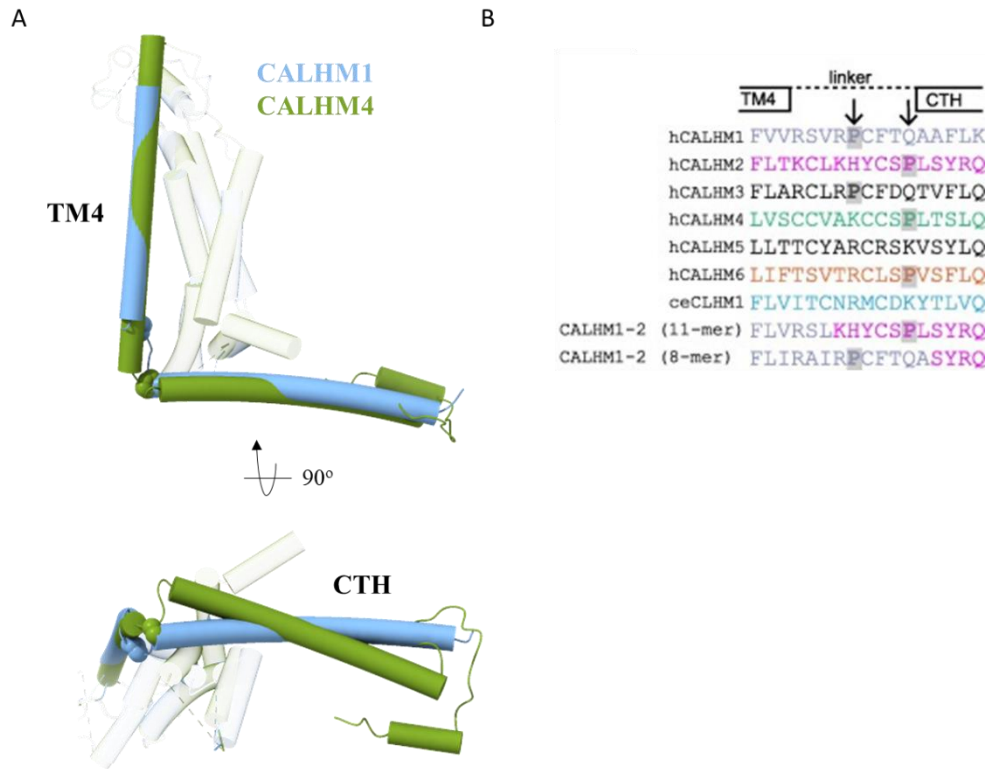 A
B
CALHM1
CALHM4
TM4
90º
CTH
linker
TM4 CTH
hCALHM1 FVVRSVRPCFTQAAFLK
hCALHM2 FLTKCLKHYCSPLSYRQ
hCALHM3 FLARCLRPCFDQTVFLQ
hCALHM4 LVSCCVAKCCSPLTSLQ
hCALHM5 LLTTCYARCRSKVSYLQ
hCALHM6 LIFTSVTRCLSPVSFLQ
ceCLHM1 FLVITCNRMCDKYTLVQ
CALHM1-2 (11-mer) FLVRSLKHYCSPLSYRQ
CALHM1-2 (8-mer) FLIRAIRPCFTQASYRQ